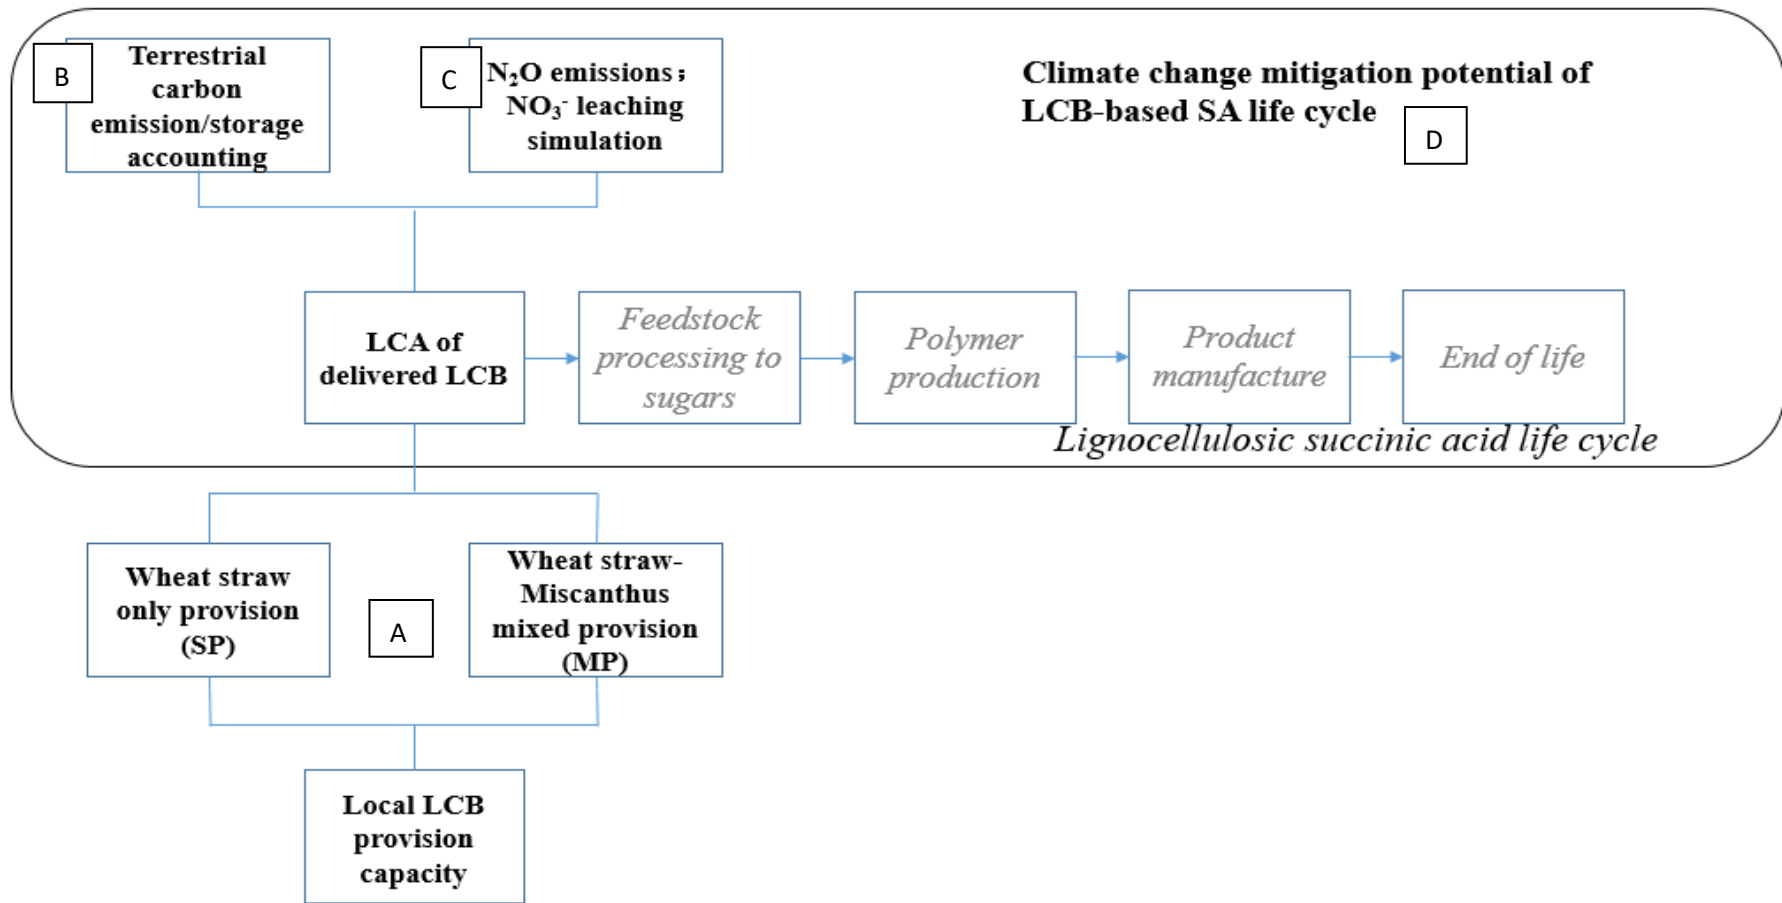 B
Terrestrial
carbon
emission/storage
accounting
C
N₂O emissions；
NO₃⁻ leaching
simulation
Climate change mitigation potential of
LCB-based SA life cycle
D
LCA of
delivered LCB
Feedstock
processing to
sugars
Polymer
production
Product
manufacture
End of life
Lignocellulosic succinic acid life cycle
Wheat straw
only provision
(SP)
A
Wheat straw-
Miscanthus
mixed provision
(MP)
Local LCB
provision
capacity